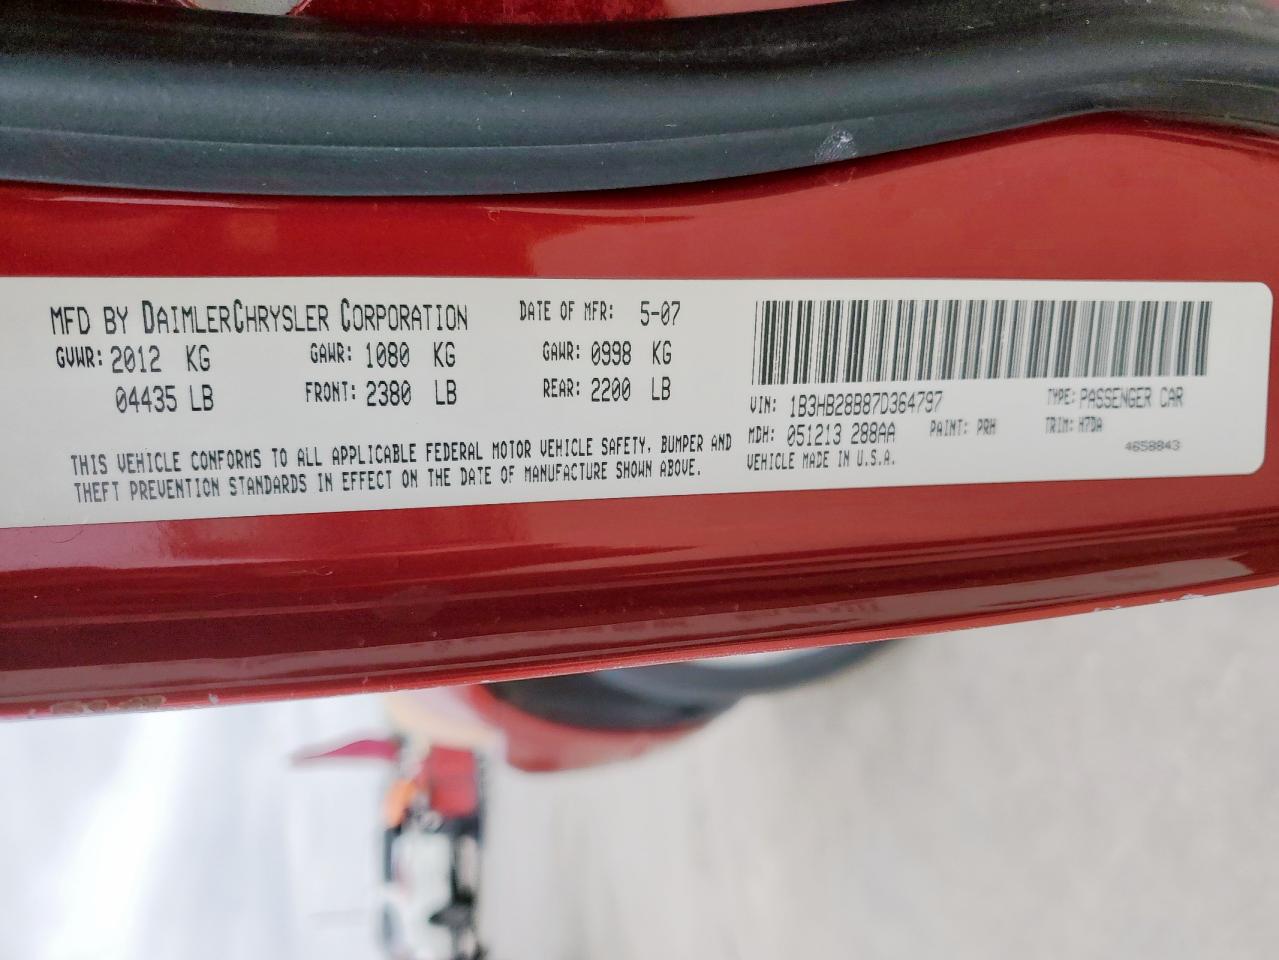 MFD BY DAIMLERCHRYSLER CORPORATION DATE OF MFR: 5-07
GVWR: 2012 KG GAWR: 1080 KG GAWR: 0998 KG
04435 LB FRONT: 2380 LB REAR: 2200 LB
THIS VEHICLE CONFORMS TO ALL APPLICABLE FEDERAL MOTOR VEHICLE SAFETY, BUMPER AND
THEFT PREVENTION STANDARDS IN EFFECT ON THE DATE OF MANUFACTURE SHOWN ABOVE.
VIN: 1B3HB28B87D364797 TYPE: PASSENGER CAR
MDH: 051213 288AA PAINT: PRH TRIM: H7DA
VEHICLE MADE IN U.S.A. 4658843